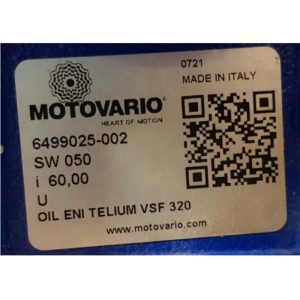 0721
MADE IN ITALY
MOTOVARIO®
HEART OF MOTION
6499025-002
SW 050
i 60,00
U
OIL ENI TELIUM VSF 320
www.motovario.com